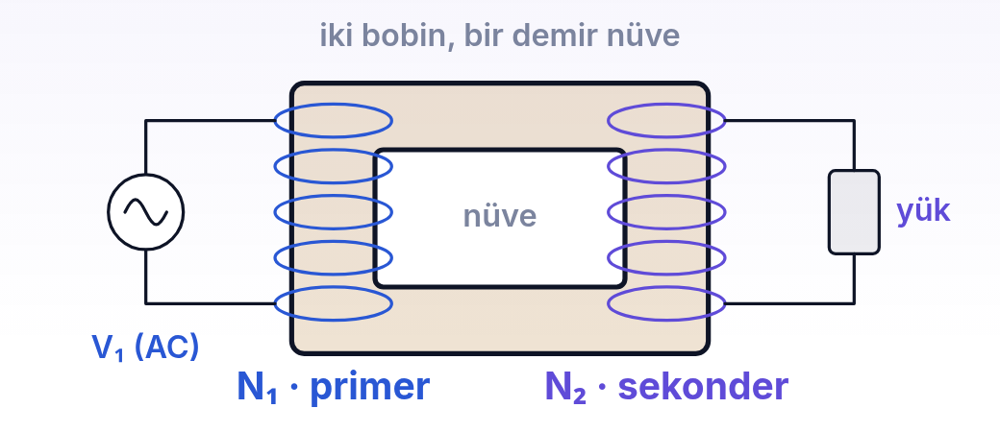 iki bobin, bir demir nüve
nüve
yük
V₁ (AC)
N₁ · primer
N₂ · sekonder